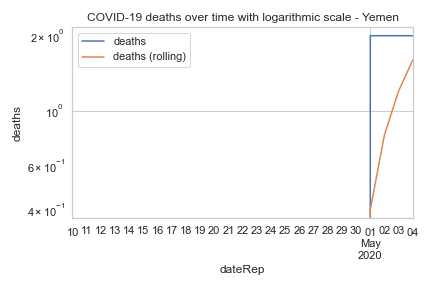 COVID-19 deaths over time with logarithmic scale - Yemen
deaths
deaths (rolling)
2 × 10⁰
10⁰
6 × 10⁻¹
4 × 10⁻¹
deaths
10 11 12 13 14 15 16 17 18 19 20 21 22 23 24 25 26 27 28 29 30 01 02 03 04
May
2020
dateRep